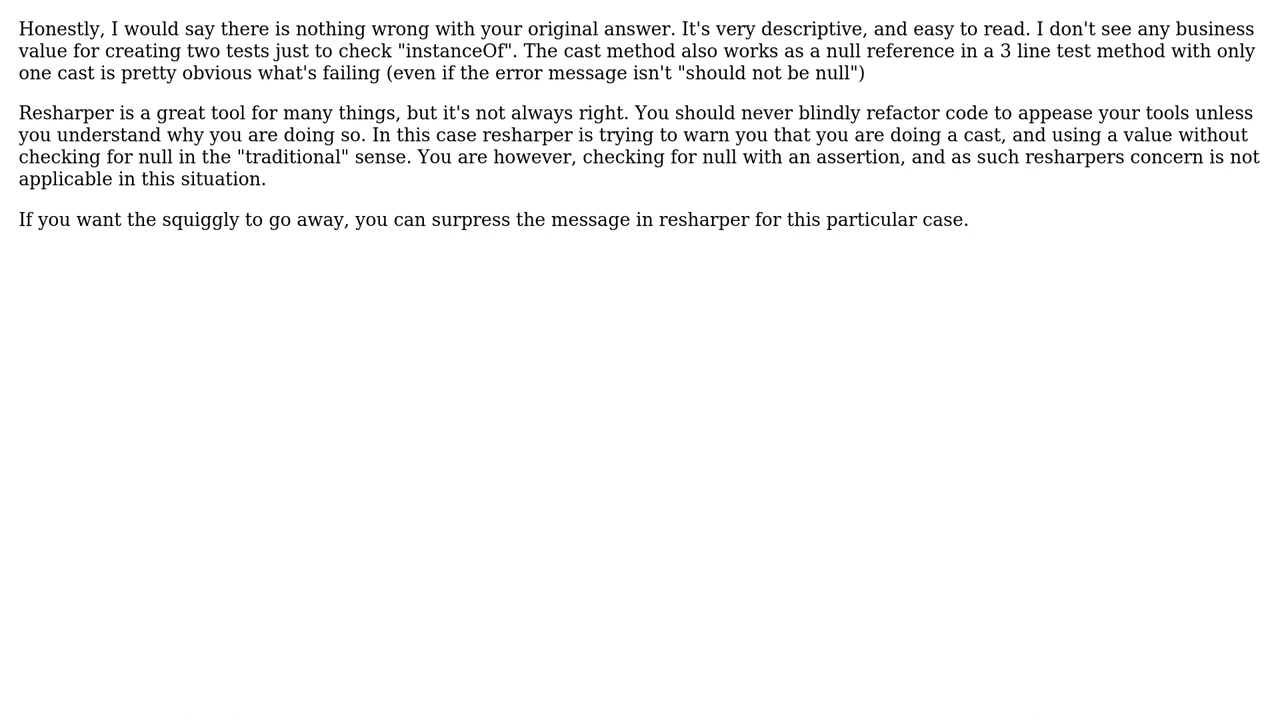 Honestly, I would say there is nothing wrong with your original answer. It's very descriptive, and easy to read. I don't see any business
value for creating two tests just to check "instanceOf". The cast method also works as a null reference in a 3 line test method with only
one cast is pretty obvious what's failing (even if the error message isn't "should not be null")
Resharper is a great tool for many things, but it's not always right. You should never blindly refactor code to appease your tools unless
you understand why you are doing so. In this case resharper is trying to warn you that you are doing a cast, and using a value without
checking for null in the "traditional" sense. You are however, checking for null with an assertion, and as such resharpers concern is not
applicable in this situation.
If you want the squiggly to go away, you can surpress the message in resharper for this particular case.